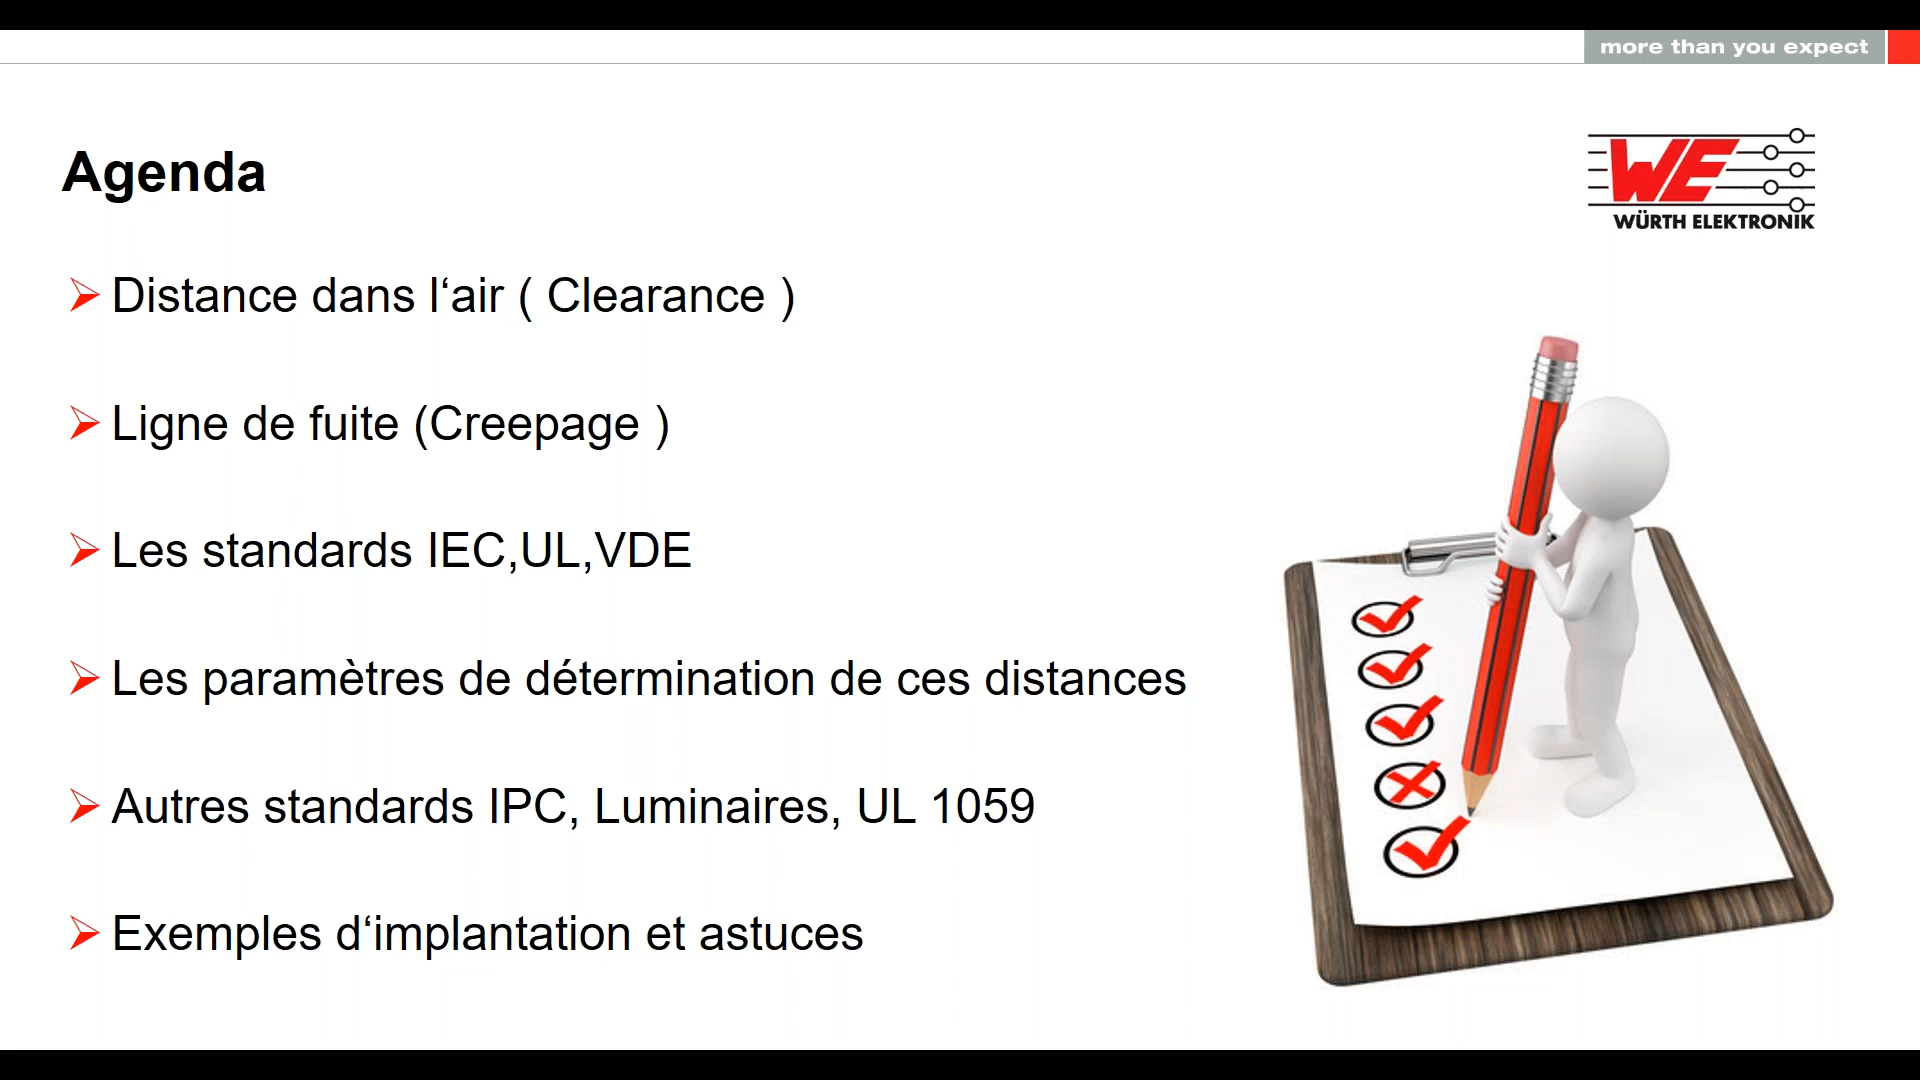 more than you expect
Agenda
WE
WÜRTH ELEKTRONIK
Distance dans l‘air ( Clearance )
Ligne de fuite (Creepage )
Les standards IEC,UL,VDE
Les paramètres de détermination de ces distances
Autres standards IPC, Luminaires, UL 1059
Exemples d‘implantation et astuces